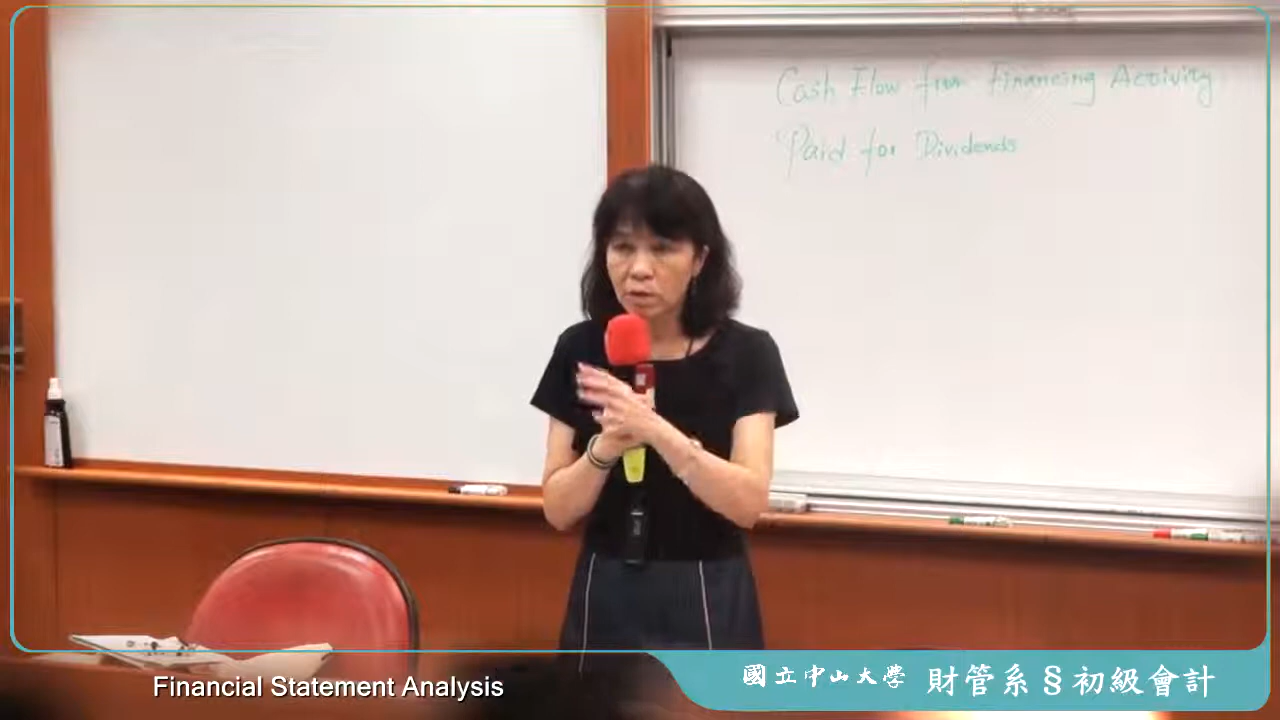 Cash Flow from Financing Activity
Paid for Dividends
Financial Statement Analysis
國立中山大學 財管系§初級會計